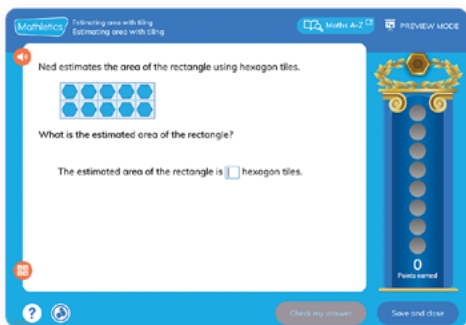 Mathletics
Estimating area with tiling
Estimating area with tiling
Maths A-Z
PREVIEW MODE
Ned estimates the area of the rectangle using hexagon tiles.
What is the estimated area of the rectangle?
The estimated area of the rectangle is hexagon tiles.
0
Points earned
?
Check my answer
Save and close